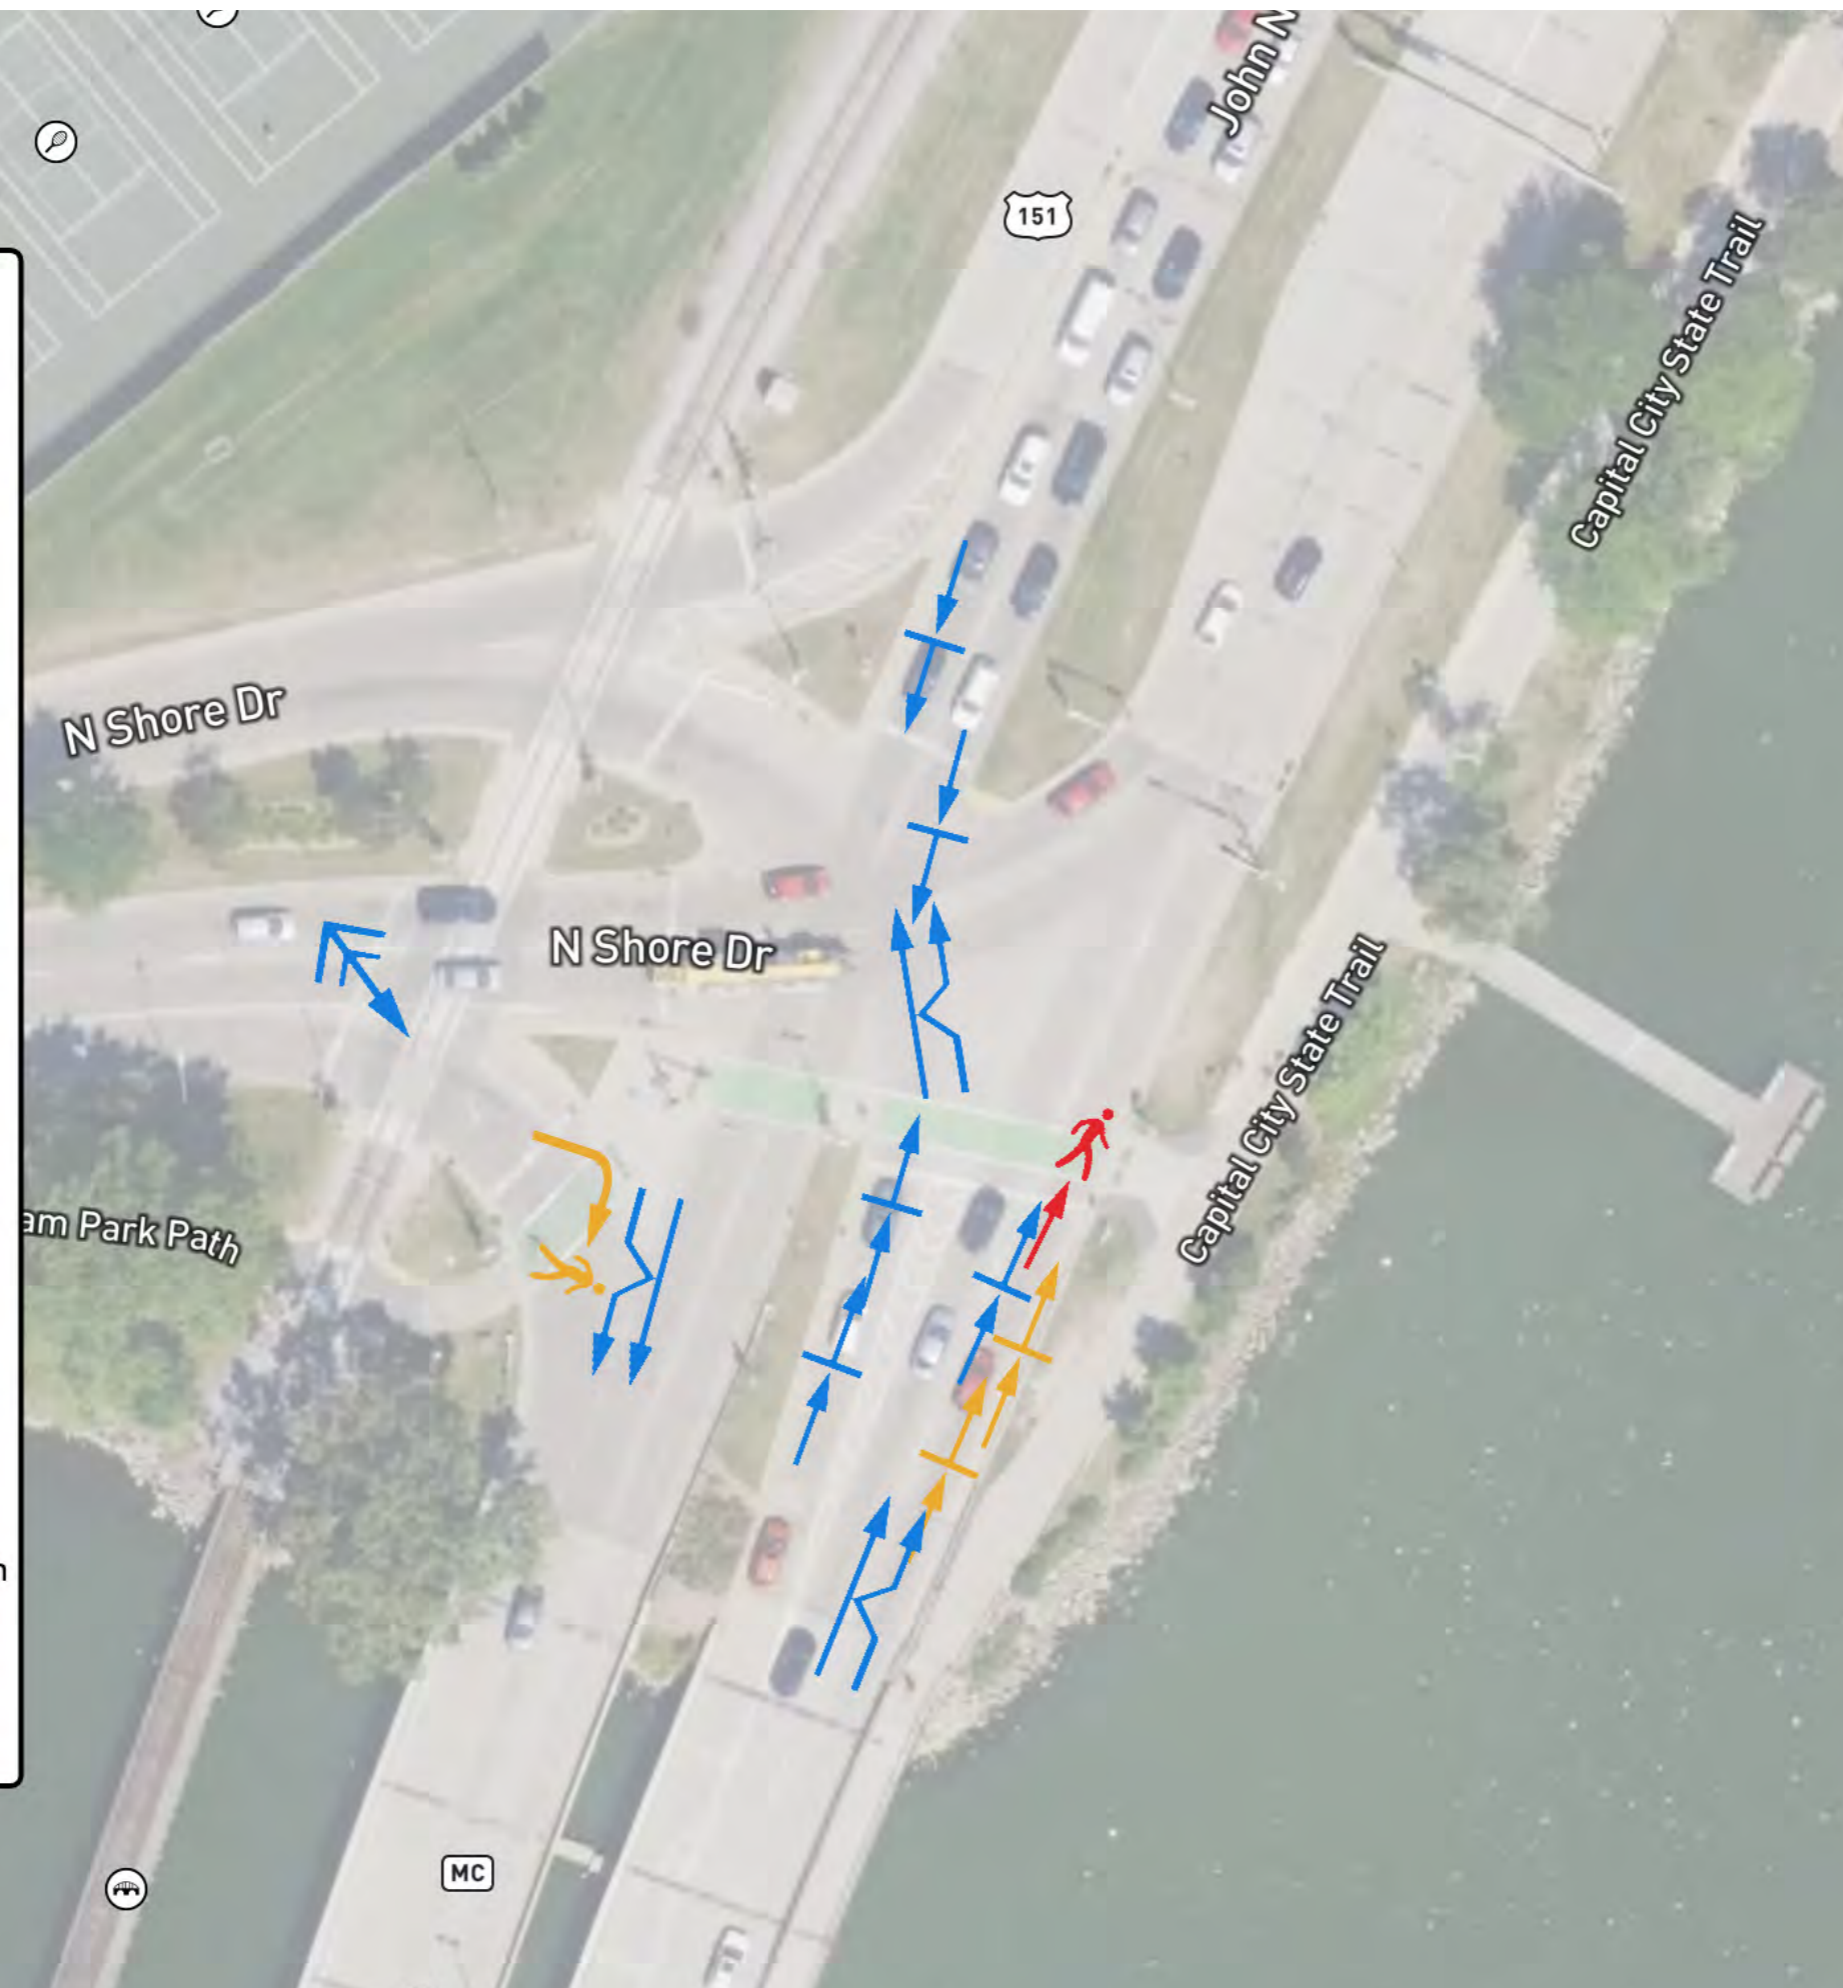 John N
151
Capital City State Trail
N Shore Dr
N Shore Dr
Capital City State Trail
am Park Path
n
MC